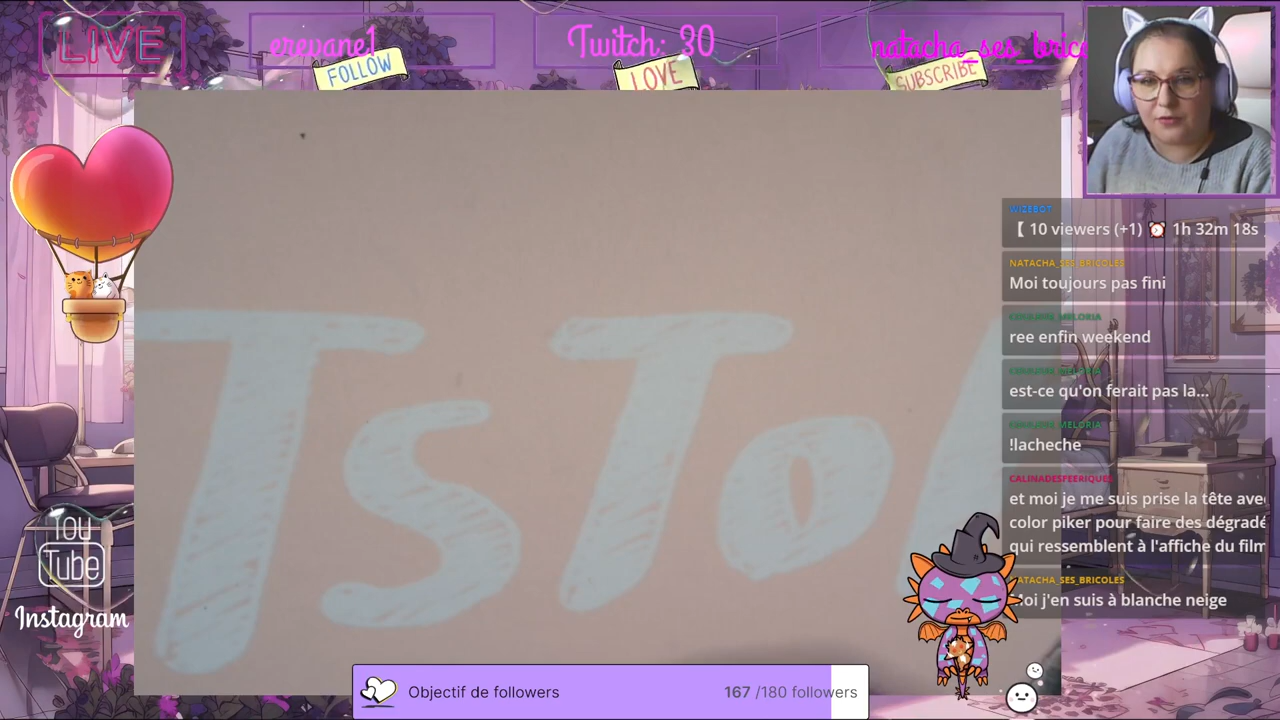 LIVE
erevane1
Twitch: 30
natacha_ses_brico
FOLLOW
LOVE
SUBSCRIBE
WIZEBOT
【 10 viewers (+1) ⏰ 1h 32m 18s
NATACHA_SES_BRICOLES
Moi toujours pas fini
ree enfin weekend
est-ce qu'on ferait pas la...
!lacheche
CALINADESFEERIQUES
et moi je me suis prise la tête avec
color piker pour faire des dégradé
qui ressemblent à l'affiche du film
NATACHA_SES_BRICOLES
Moi j'en suis à blanche neige
TsTo
You
Tube
Instagram
Objectif de followers
167 /180 followers